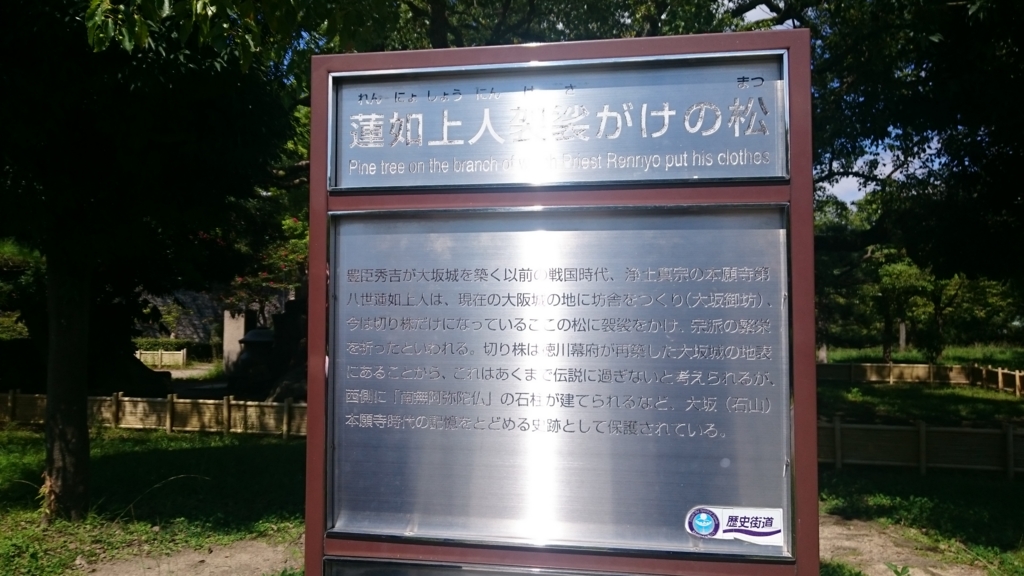 れん にょ しょう にん け さ まつ
蓮如上人袈裟がけの松
Pine tree on the branch of which Priest Rennyo put his clothes
豊臣秀吉が大坂城を築く以前の戦国時代、浄土真宗の本願寺第
八世蓮如上人は、現在の大阪城の地に坊舎をつくり（大坂御坊）、
今は切り株だけになっているここの松に袈裟をかけ、宗派の繁栄
を祈ったといわれる。切り株は徳川幕府が再築した大坂城の地表
にあることから、これはあくまで伝説に過ぎないと考えられるが、
西側に「南無阿弥陀仏」の石柱が建てられるなど、大坂（石山）
本願寺時代の記憶をとどめる史跡として保護されている。
歴史街道